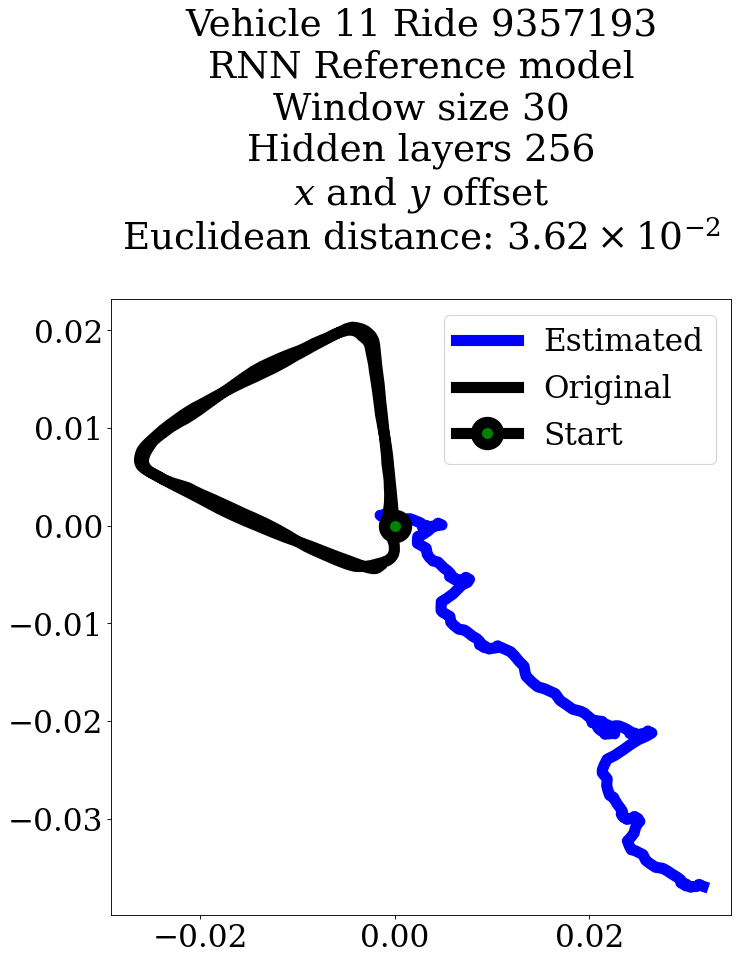 Vehicle 11 Ride 9357193
RNN Reference model
Window size 30
Hidden layers 256
x and y offset
Euclidean distance: 3.62 × 10⁻²
Estimated
Original
Start
0.02
0.01
0.00
−0.01
−0.02
−0.03
−0.02 0.00 0.02